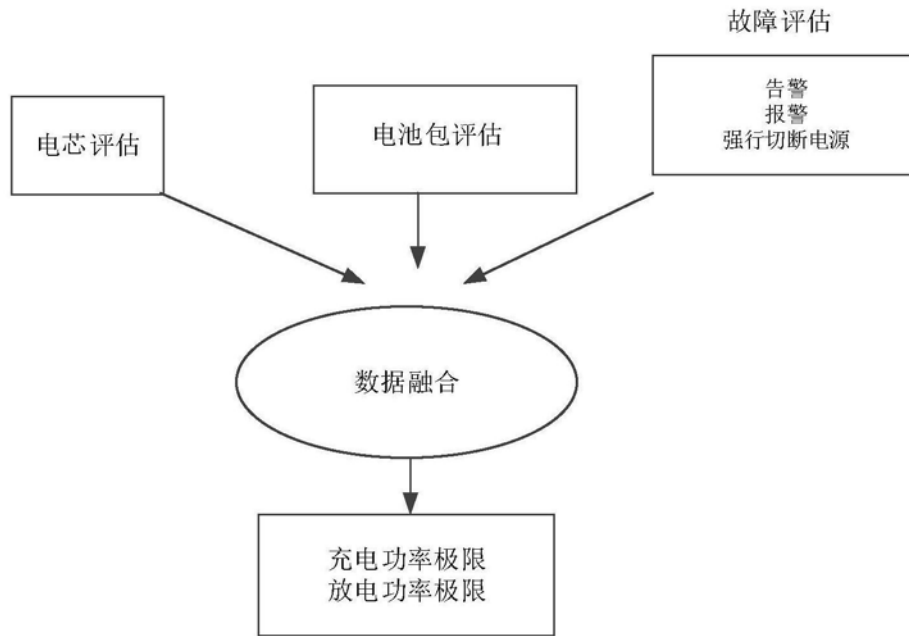 故障评估
告警
报警
强行切断电源
电芯评估
电池包评估
数据融合
充电功率极限
放电功率极限